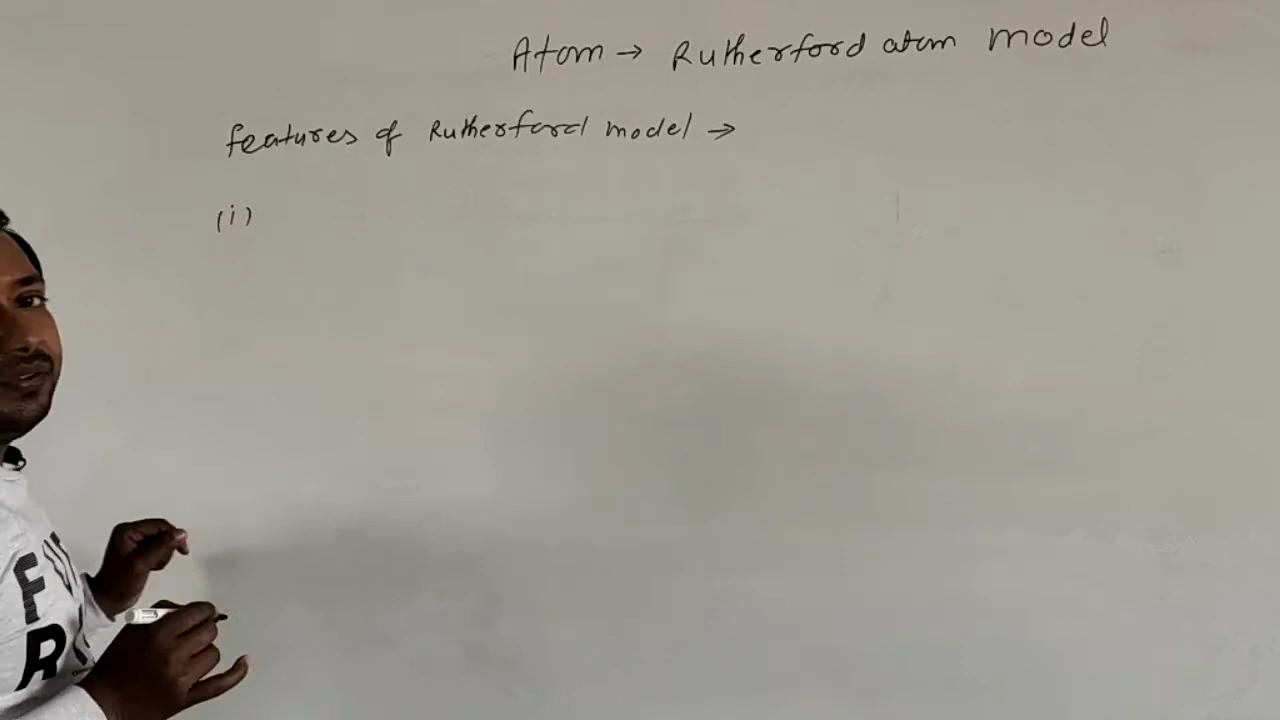 Atom → Rutherford atom model
features of Rutherford model →
(i)